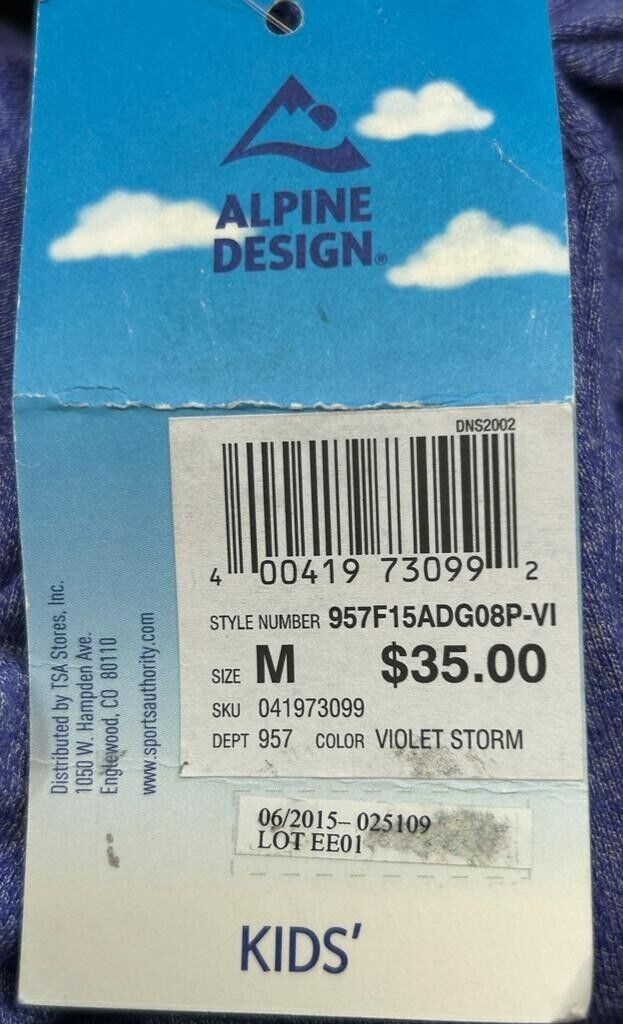 ALPINE
DESIGN®
DNS2002
4 00419 73099 2
STYLE NUMBER 957F15ADG08P-VI
SIZE M $35.00
SKU 041973099
DEPT 957 COLOR VIOLET STORM
Distributed by TSA Stores, Inc.
1050 W. Hampden Ave.
Englewood, CO 80110
www.sportsauthority.com
06/2015– 025109
LOT EE01
KIDS'